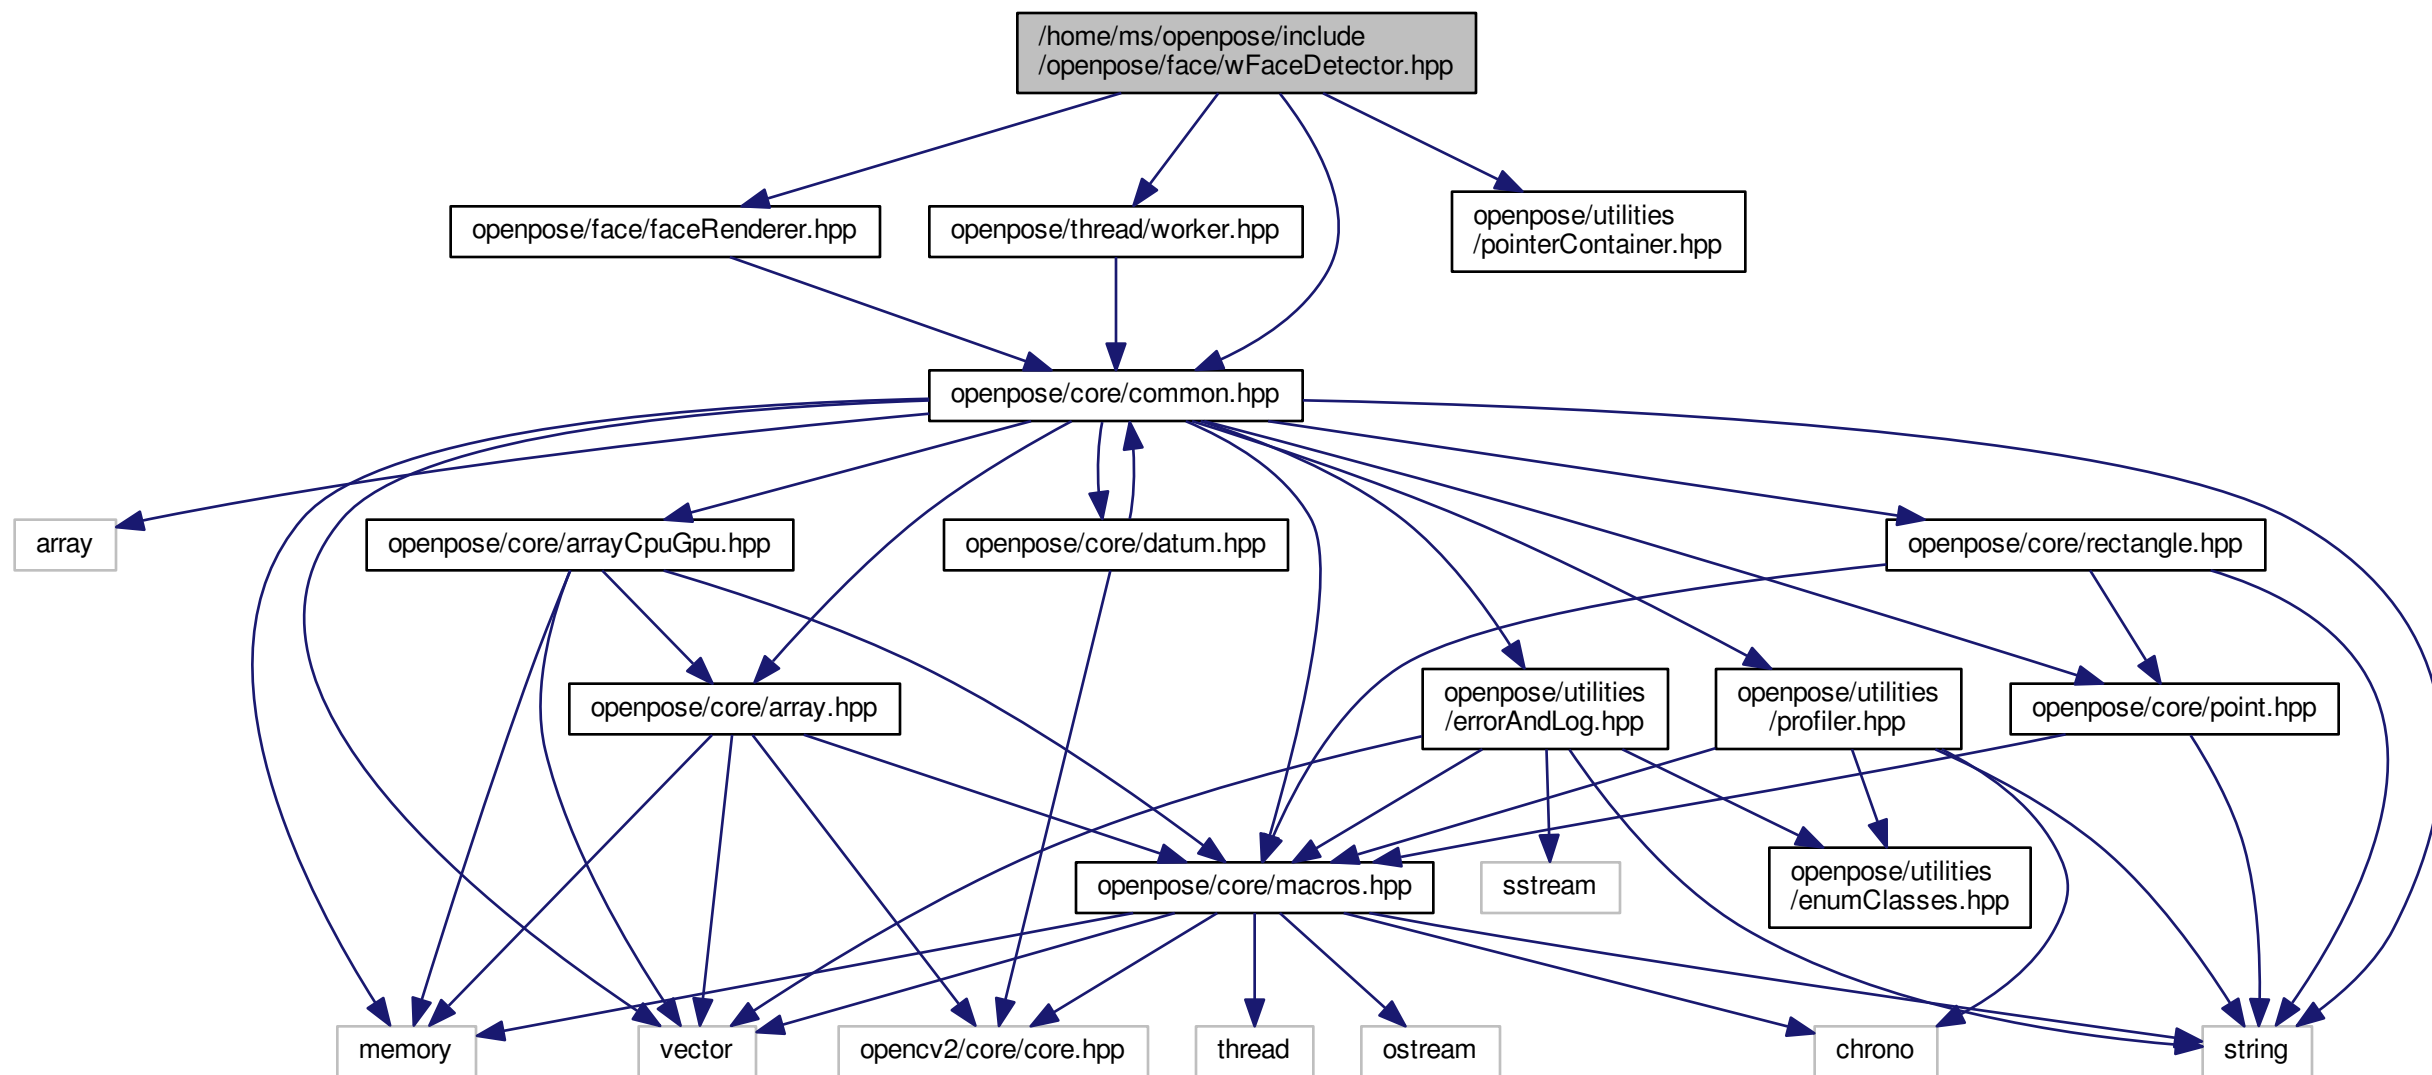 /home/ms/openpose/include
/openpose/face/wFaceDetector.hpp
openpose/face/faceRenderer.hpp
openpose/thread/worker.hpp
openpose/utilities
/pointerContainer.hpp
openpose/core/common.hpp
array
openpose/core/arrayCpuGpu.hpp
openpose/core/datum.hpp
openpose/core/rectangle.hpp
openpose/core/array.hpp
openpose/utilities
/errorAndLog.hpp
openpose/utilities
/profiler.hpp
openpose/core/point.hpp
openpose/core/macros.hpp
sstream
openpose/utilities
/enumClasses.hpp
memory
vector
opencv2/core/core.hpp
thread
ostream
chrono
string